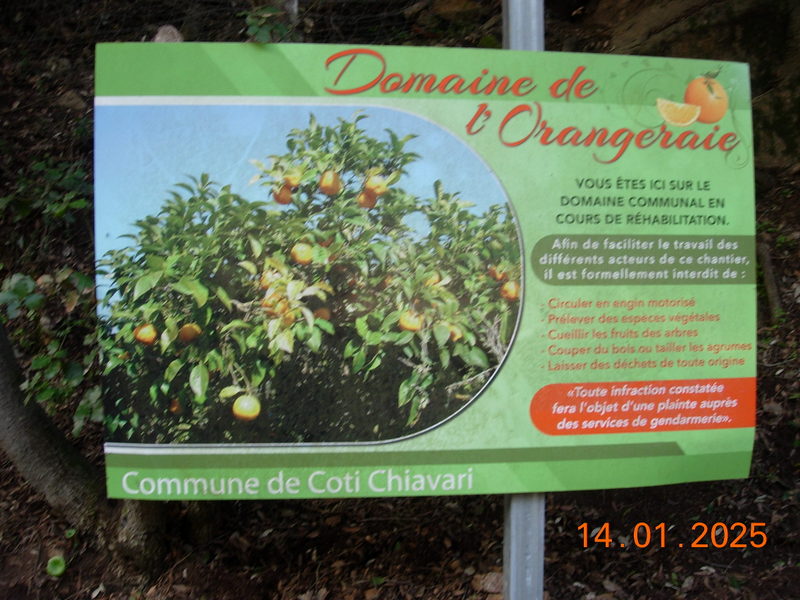 Domaine de
l'Orangeraie
VOUS ÊTES ICI SUR LE
DOMAINE COMMUNAL EN
COURS DE RÉHABILITATION.
Afin de faciliter le travail des
différents acteurs de ce chantier,
il est formellement interdit de :
- Circuler en engin motorisé
- Prélever des espèces végétales
- Cueillir les fruits des arbres
- Couper du bois ou tailler les agrumes
- Laisser des déchets de toute origine
«Toute infraction constatée
fera l'objet d'une plainte auprès
des services de gendarmerie».
Commune de Coti Chiavari
14.01.2025